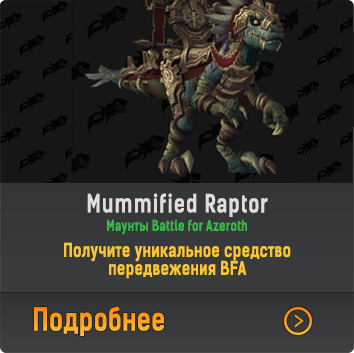 Mummified Raptor
Маунты Battle for Azeroth
Получите уникальное средство
передвежения BFA
Подробнее